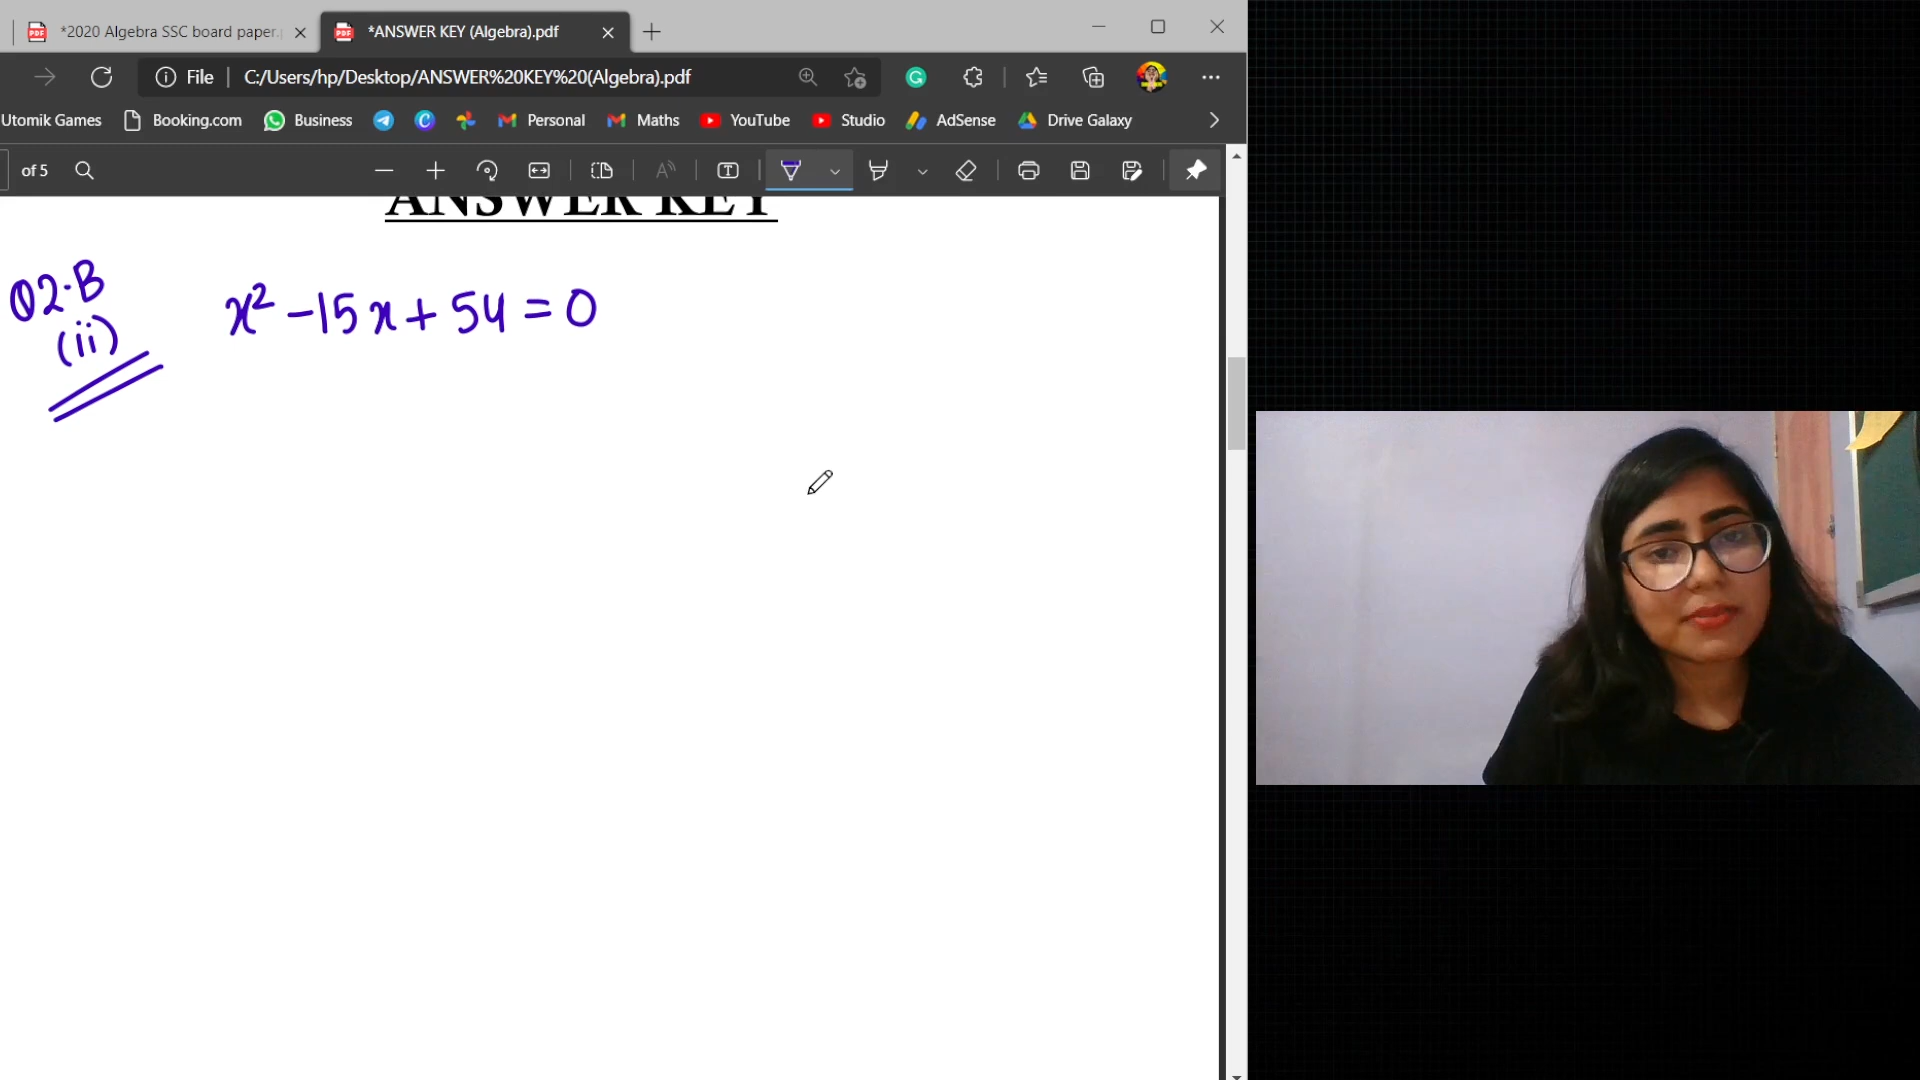 *2020 Algebra SSC board paper.
*ANSWER KEY (Algebra).pdf
File
C:/Users/hp/Desktop/ANSWER%20KEY%20(Algebra).pdf
Utomik Games
Booking.com
Business
Personal
Maths
YouTube
Studio
AdSense
Drive Galaxy
of 5
ANSWER KEY
Q2.B
(ii)
x² - 15x + 54 = 0